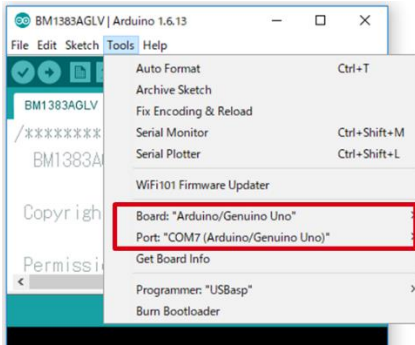 BM1383AGLV | Arduino 1.6.13
File Edit Sketch Tools Help
Auto Format Ctrl+T
Archive Sketch
BM1383AGLV
Fix Encoding & Reload
/********
Serial Monitor Ctrl+Shift+M
Serial Plotter Ctrl+Shift+L
BM1383A
WiFi101 Firmware Updater
Copyrigh
Board: "Arduino/Genuino Uno"
Port: "COM7 (Arduino/Genuino Uno)"
Permissi
Get Board Info
Programmer: "USBasp"
Burn Bootloader